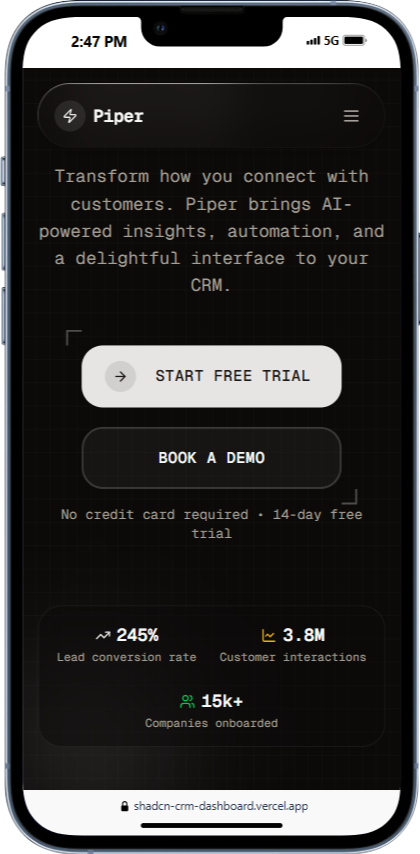 2:47 PM
5G
Piper
Transform how you connect with
customers. Piper brings AI-
powered insights, automation, and
a delightful interface to your
CRM.
START FREE TRIAL
BOOK A DEMO
No credit card required • 14-day free
trial
245%
Lead conversion rate
3.8M
Customer interactions
15k+
Companies onboarded
shadcn-crm-dashboard.vercel.app